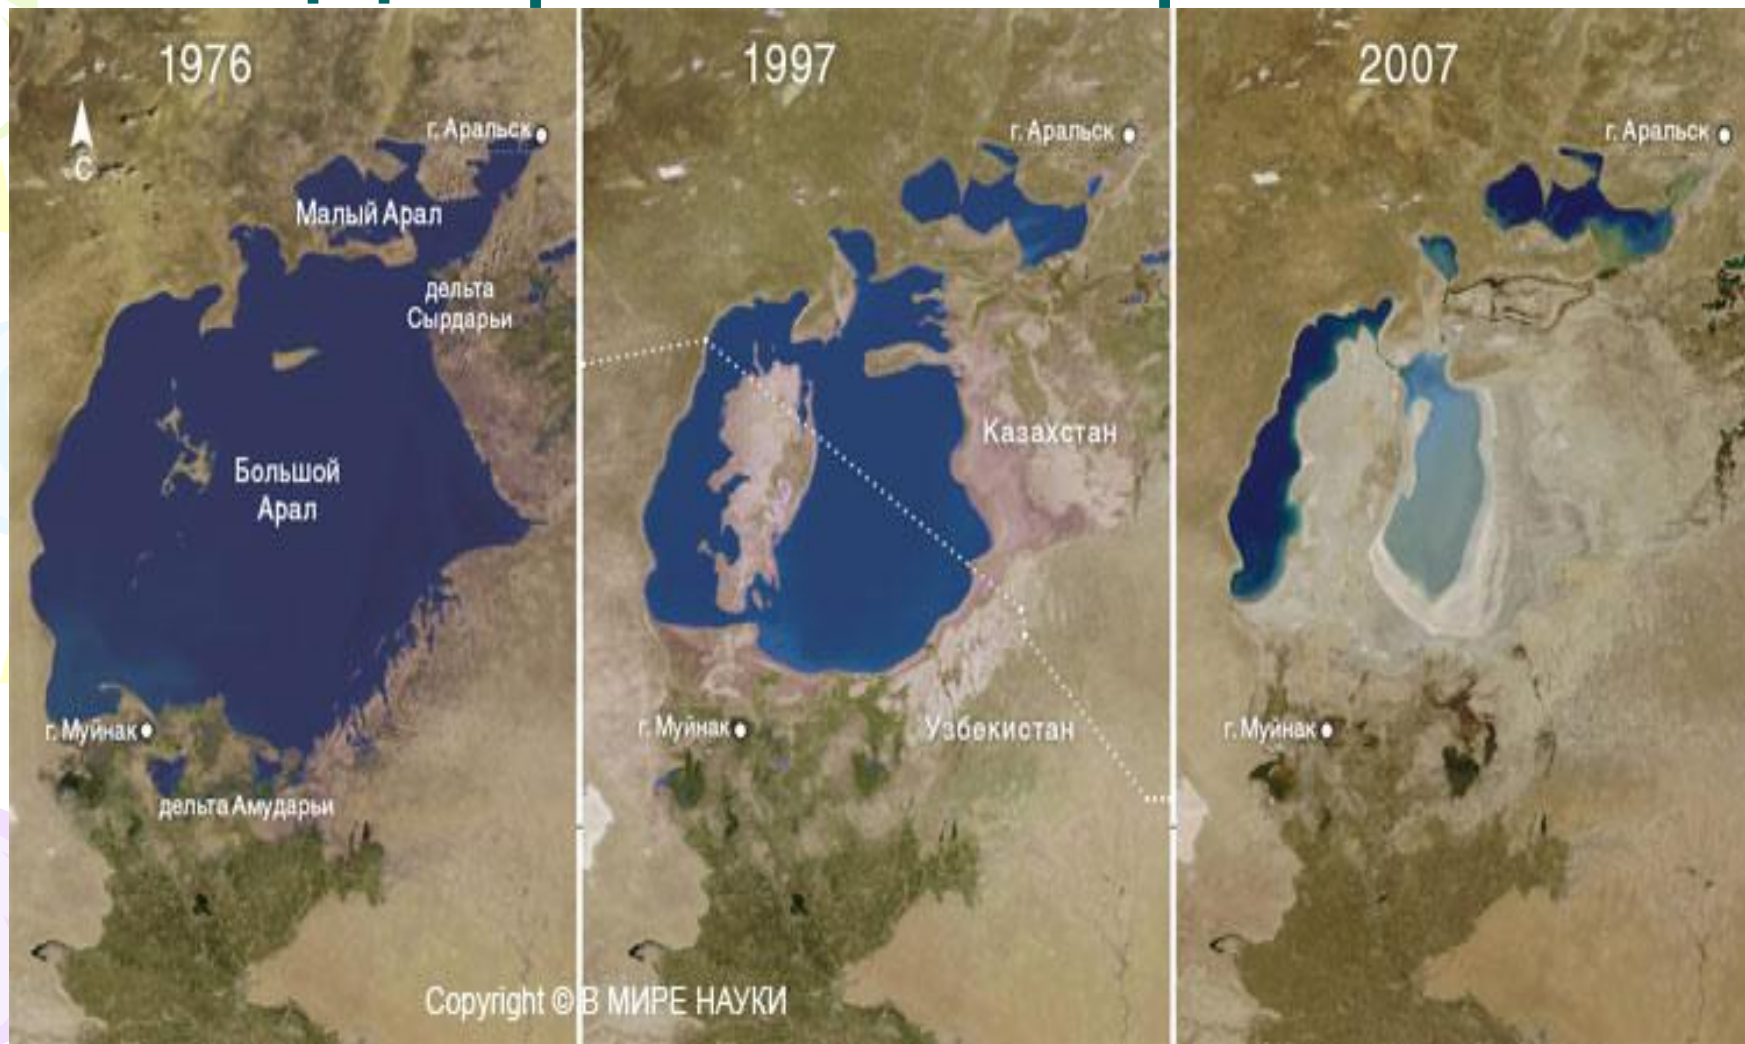 1976
С
г. Аральск
Малый Арал
дельта
Сырдарьи
Большой
Арал
г. Муйнак
дельта Амударьи
1997
г. Аральск
Казахстан
г. Муйнак
Узбекистан
2007
г. Аральск
г. Муйнак
Copyright © В МИРЕ НАУКИ